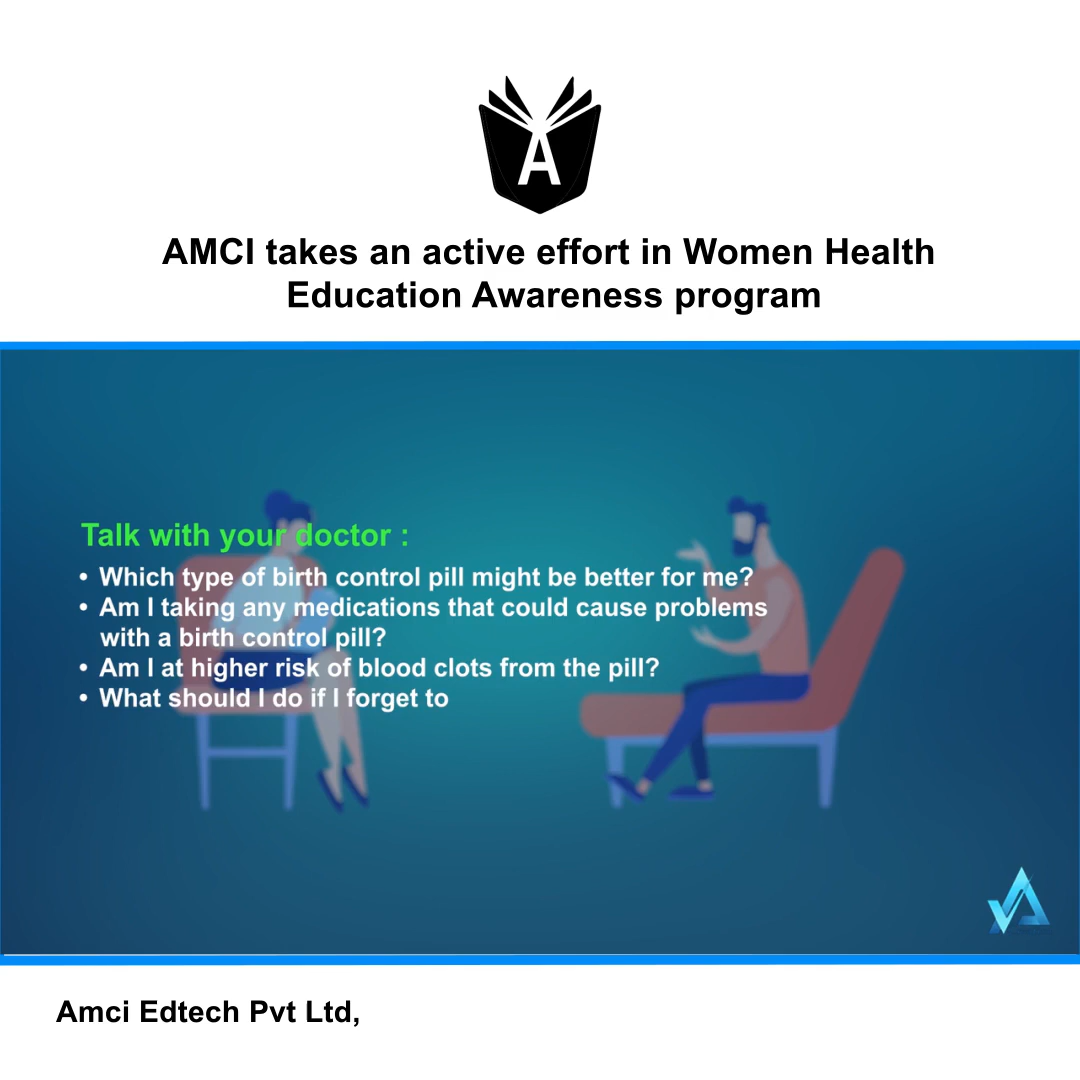 A
AMCI takes an active effort in Women Health
Education Awareness program
Talk with your doctor :
• Which type of birth control pill might be better for me?
• Am I taking any medications that could cause problems
with a birth control pill?
• Am I at higher risk of blood clots from the pill?
• What should I do if I forget to
Amci Edtech Pvt Ltd,